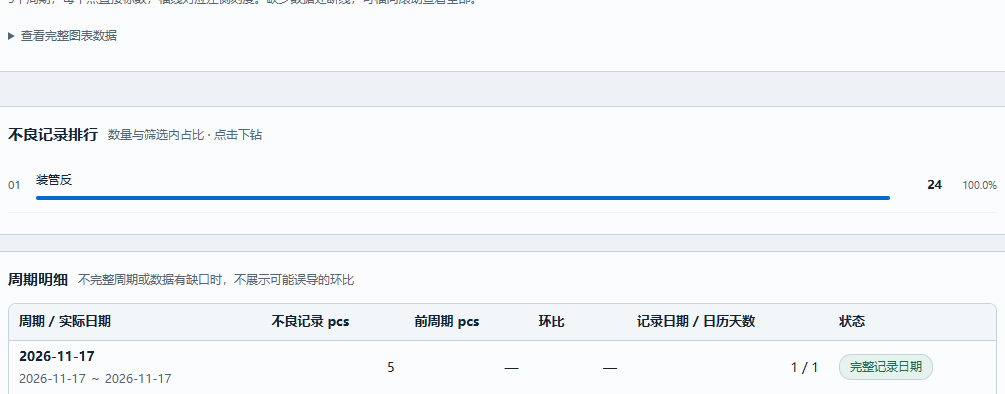 ▶ 查看完整图表数据
不良记录排行 数量与筛选内占比 · 点击下钻
01 装管反 24 100.0%
周期明细 不完整周期或数据有缺口时，不展示可能误导的环比
周期 / 实际日期 不良记录 pcs 前周期 pcs 环比 记录日期 / 日历天数 状态
2026-11-17 5 — — 1 / 1 完整记录日期
2026-11-17 ~ 2026-11-17